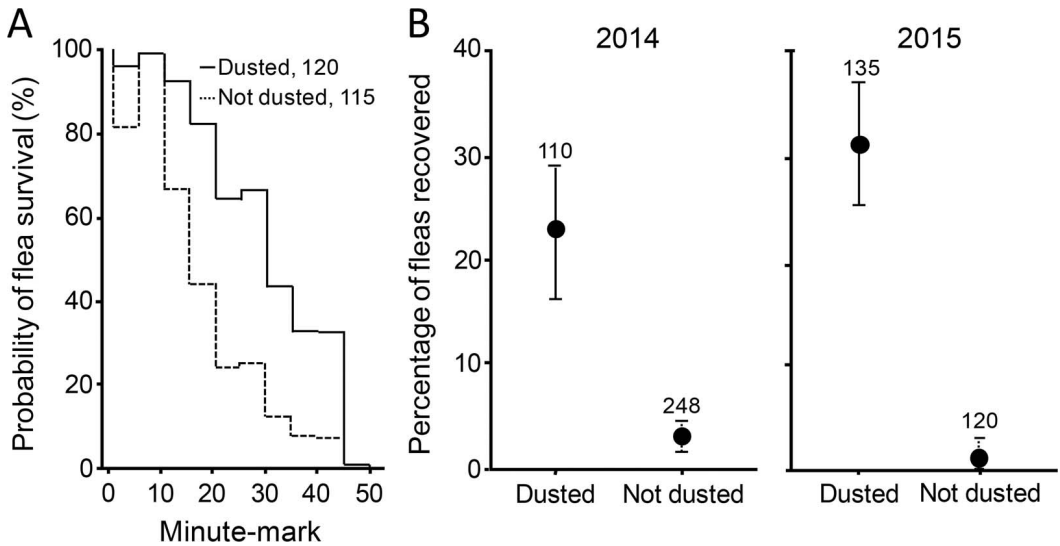 A
Probability of flea survival (%)
100
80
60
40
20
0
Dusted, 120
Not dusted, 115
0 10 20 30 40 50
Minute-mark
B
Percentage of fleas recovered
2014
40
30
20
10
0
110
248
Dusted Not dusted
2015
135
120
Dusted Not dusted